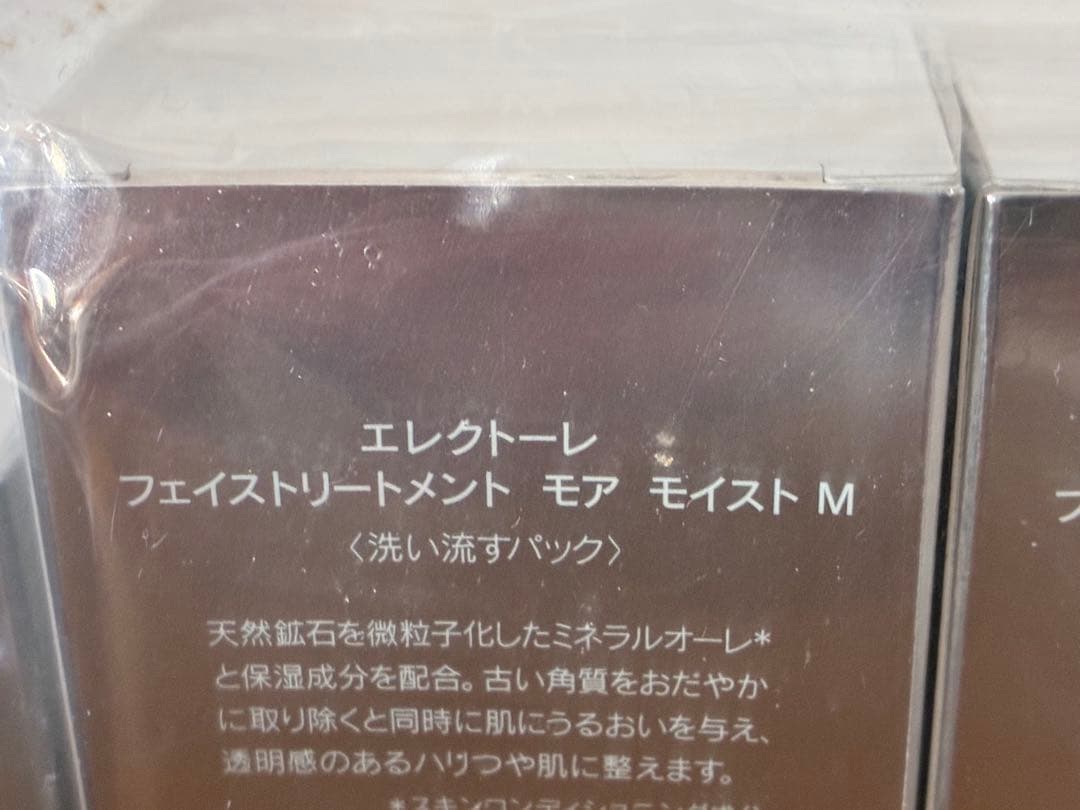 エレクトーレ
フェイストリートメント モア モイスト M
〈洗い流すパック〉
天然鉱石を微粒子化したミネラルオーレ*
と保湿成分を配合。古い角質をおだやか
に取り除くと同時に肌にうるおいを与え、
透明感のあるハリつや肌に整えます。